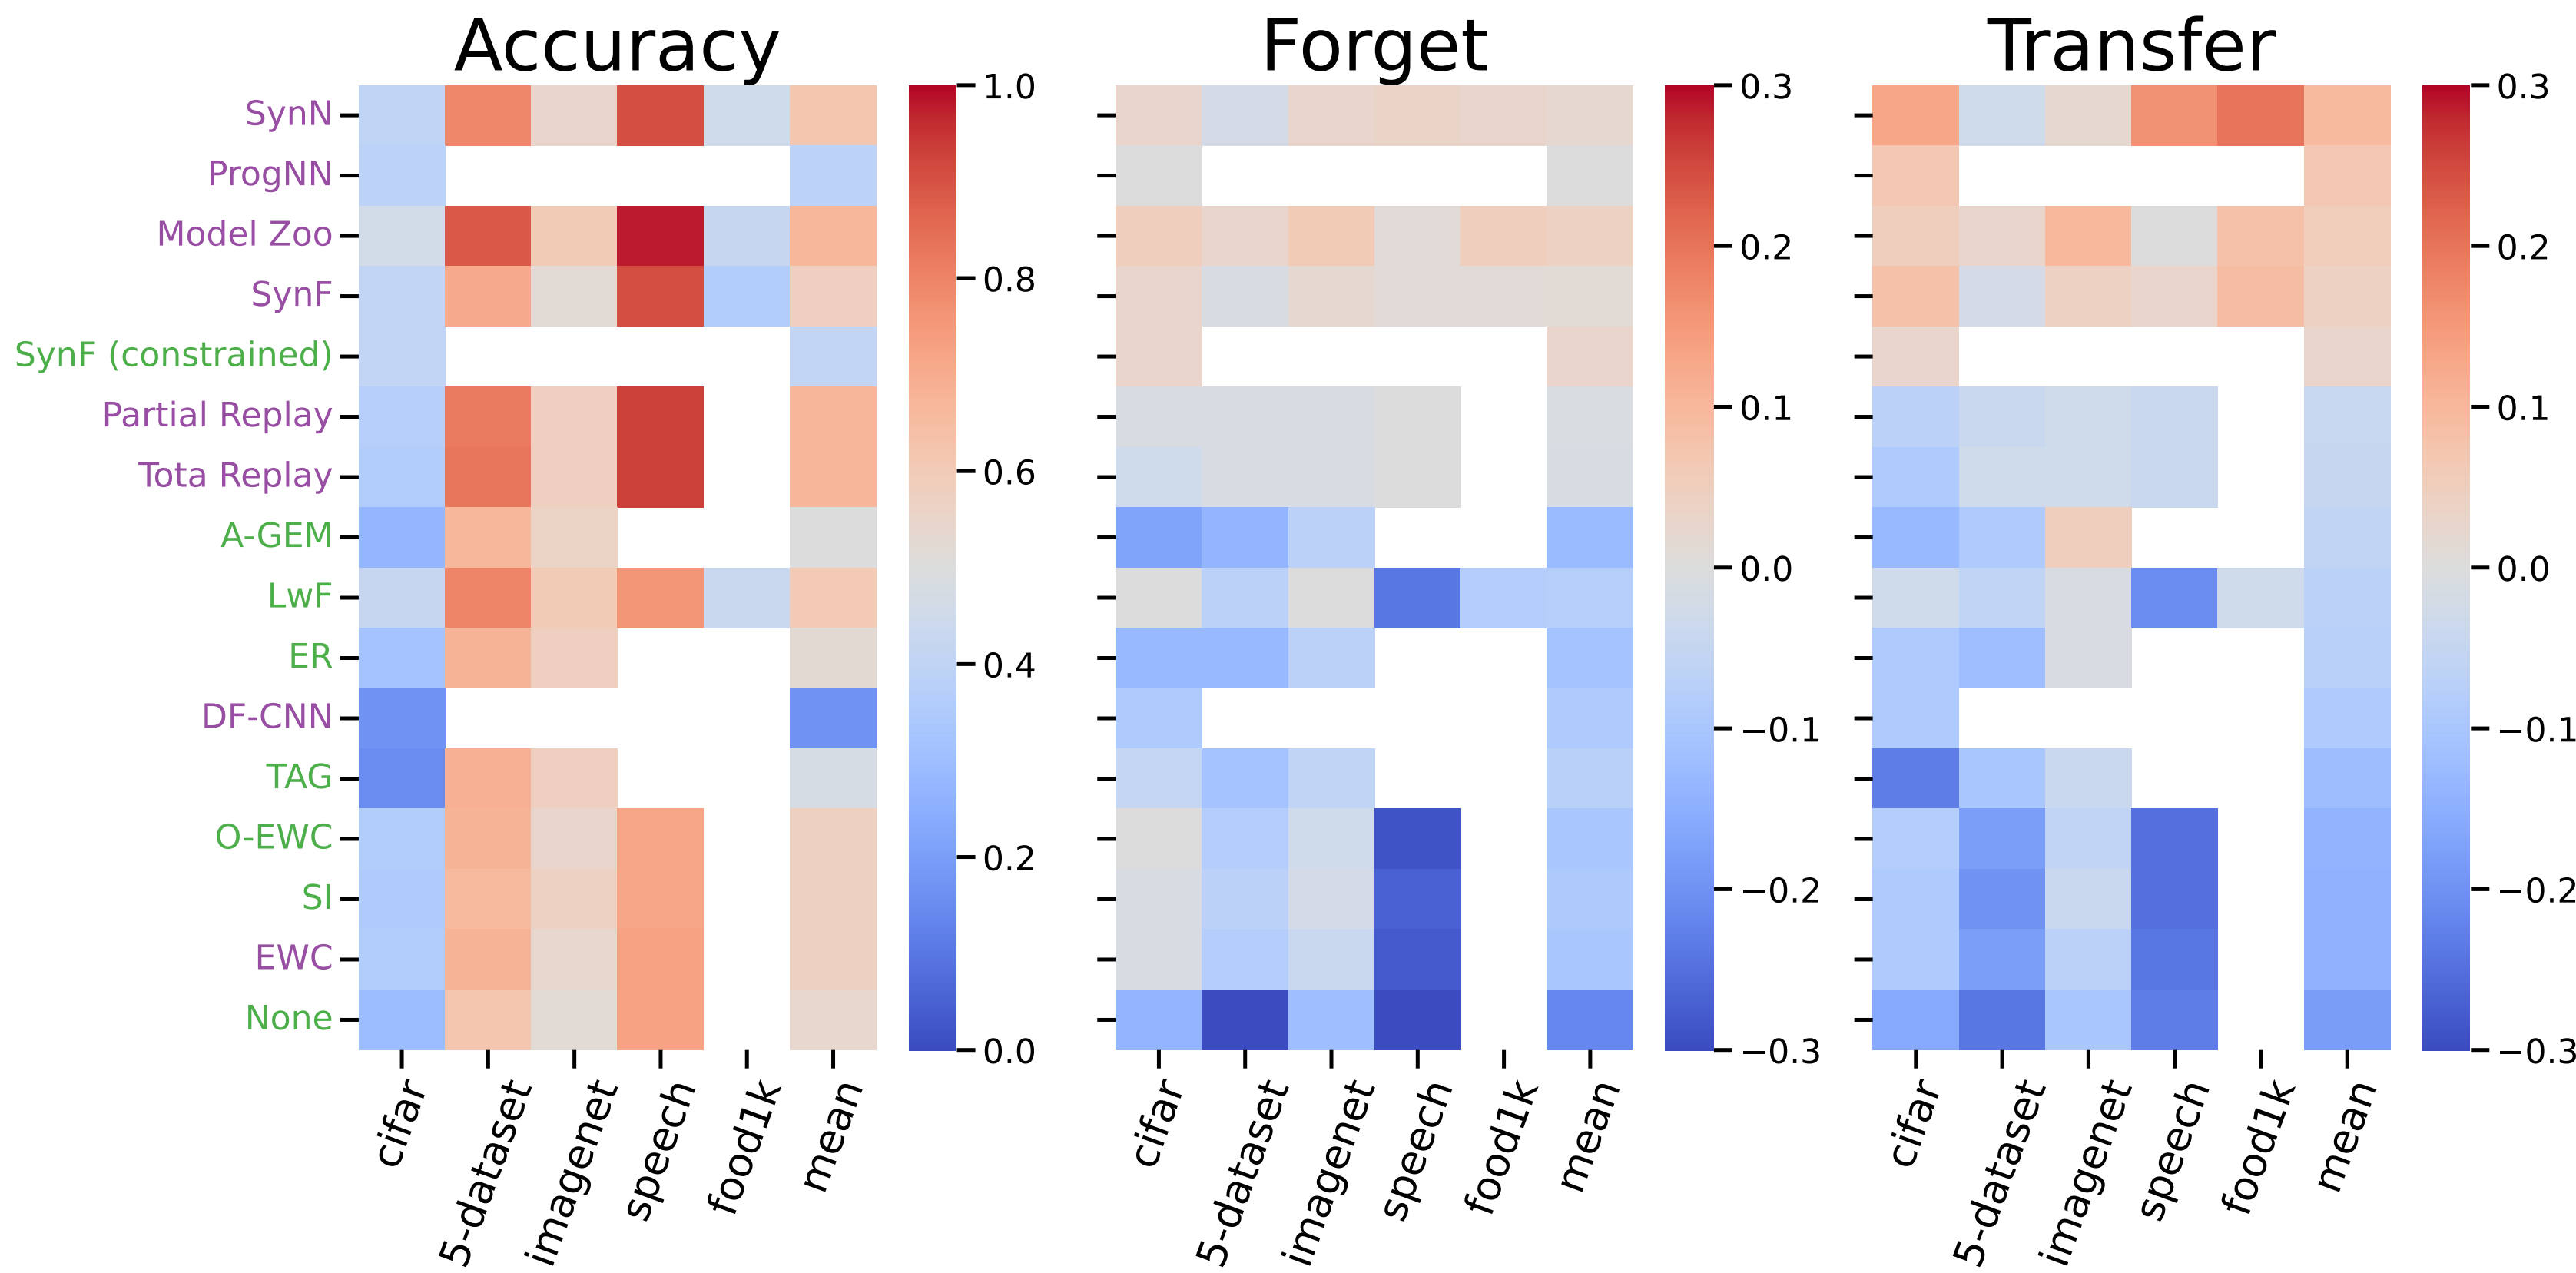 Accuracy
Forget
Transfer
SynN
ProgNN
Model Zoo
SynF
SynF (constrained)
Partial Replay
Tota Replay
A-GEM
LwF
ER
DF-CNN
TAG
O-EWC
SI
EWC
None
1.0
0.8
0.6
0.4
0.2
0.0
0.3
0.2
0.1
0.0
−0.1
−0.2
−0.3
0.3
0.2
0.1
0.0
−0.1
−0.2
−0.3
cifar
5-dataset
imagenet
speech
food1k
mean
cifar
5-dataset
imagenet
speech
food1k
mean
cifar
5-dataset
imagenet
speech
food1k
mean